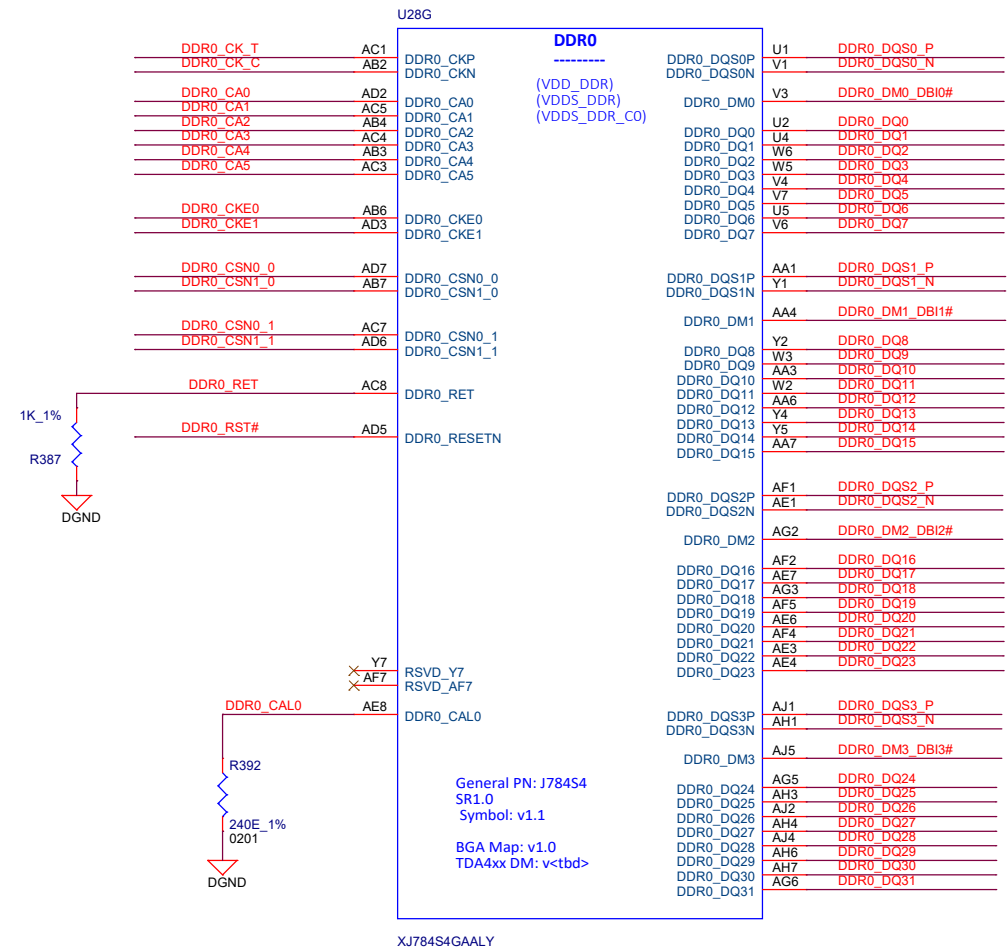 U28G
DDR0
---------
(VDD_DDR)
(VDDS_DDR)
(VDDS_DDR_C0)
DDR0_CK_T AC1 DDR0_CKP
DDR0_CK_C AB2 DDR0_CKN
DDR0_CA0 AD2 DDR0_CA0
DDR0_CA1 AC5 DDR0_CA1
DDR0_CA2 AB4 DDR0_CA2
DDR0_CA3 AC4 DDR0_CA3
DDR0_CA4 AB3 DDR0_CA4
DDR0_CA5 AC3 DDR0_CA5
DDR0_CKE0 AB6 DDR0_CKE0
DDR0_CKE1 AD3 DDR0_CKE1
DDR0_CSN0_0 AD7 DDR0_CSN0_0
DDR0_CSN1_0 AB7 DDR0_CSN1_0
DDR0_CSN0_1 AC7 DDR0_CSN0_1
DDR0_CSN1_1 AD6 DDR0_CSN1_1
DDR0_RET AC8 DDR0_RET
1K_1%
R387
DGND
DDR0_RST# AD5 DDR0_RESETN
Y7 RSVD_Y7
AF7 RSVD_AF7
DDR0_CAL0 AE8 DDR0_CAL0
R392
240E_1%
0201
DGND
General PN: J784S4
SR1.0
Symbol: v1.1
BGA Map: v1.0
TDA4xx DM: v<tbd>
DDR0_DQS0P U1 DDR0_DQS0_P
DDR0_DQS0N V1 DDR0_DQS0_N
DDR0_DM0 V3 DDR0_DM0_DBI0#
DDR0_DQ0 U2 DDR0_DQ0
DDR0_DQ1 U4 DDR0_DQ1
DDR0_DQ2 W6 DDR0_DQ2
DDR0_DQ3 W5 DDR0_DQ3
DDR0_DQ4 V4 DDR0_DQ4
DDR0_DQ5 V7 DDR0_DQ5
DDR0_DQ6 U5 DDR0_DQ6
DDR0_DQ7 V6 DDR0_DQ7
DDR0_DQS1P AA1 DDR0_DQS1_P
DDR0_DQS1N Y1 DDR0_DQS1_N
DDR0_DM1 AA4 DDR0_DM1_DBI1#
DDR0_DQ8 Y2 DDR0_DQ8
DDR0_DQ9 W3 DDR0_DQ9
DDR0_DQ10 AA3 DDR0_DQ10
DDR0_DQ11 W2 DDR0_DQ11
DDR0_DQ12 AA6 DDR0_DQ12
DDR0_DQ13 Y4 DDR0_DQ13
DDR0_DQ14 Y5 DDR0_DQ14
DDR0_DQ15 AA7 DDR0_DQ15
DDR0_DQS2P AF1 DDR0_DQS2_P
DDR0_DQS2N AE1 DDR0_DQS2_N
DDR0_DM2 AG2 DDR0_DM2_DBI2#
DDR0_DQ16 AF2 DDR0_DQ16
DDR0_DQ17 AE7 DDR0_DQ17
DDR0_DQ18 AG3 DDR0_DQ18
DDR0_DQ19 AF5 DDR0_DQ19
DDR0_DQ20 AE6 DDR0_DQ20
DDR0_DQ21 AF4 DDR0_DQ21
DDR0_DQ22 AE3 DDR0_DQ22
DDR0_DQ23 AE4 DDR0_DQ23
DDR0_DQS3P AJ1 DDR0_DQS3_P
DDR0_DQS3N AH1 DDR0_DQS3_N
DDR0_DM3 AJ5 DDR0_DM3_DBI3#
DDR0_DQ24 AG5 DDR0_DQ24
DDR0_DQ25 AH3 DDR0_DQ25
DDR0_DQ26 AJ2 DDR0_DQ26
DDR0_DQ27 AH4 DDR0_DQ27
DDR0_DQ28 AJ4 DDR0_DQ28
DDR0_DQ29 AH6 DDR0_DQ29
DDR0_DQ30 AH7 DDR0_DQ30
DDR0_DQ31 AG6 DDR0_DQ31
XJ784S4GAALY